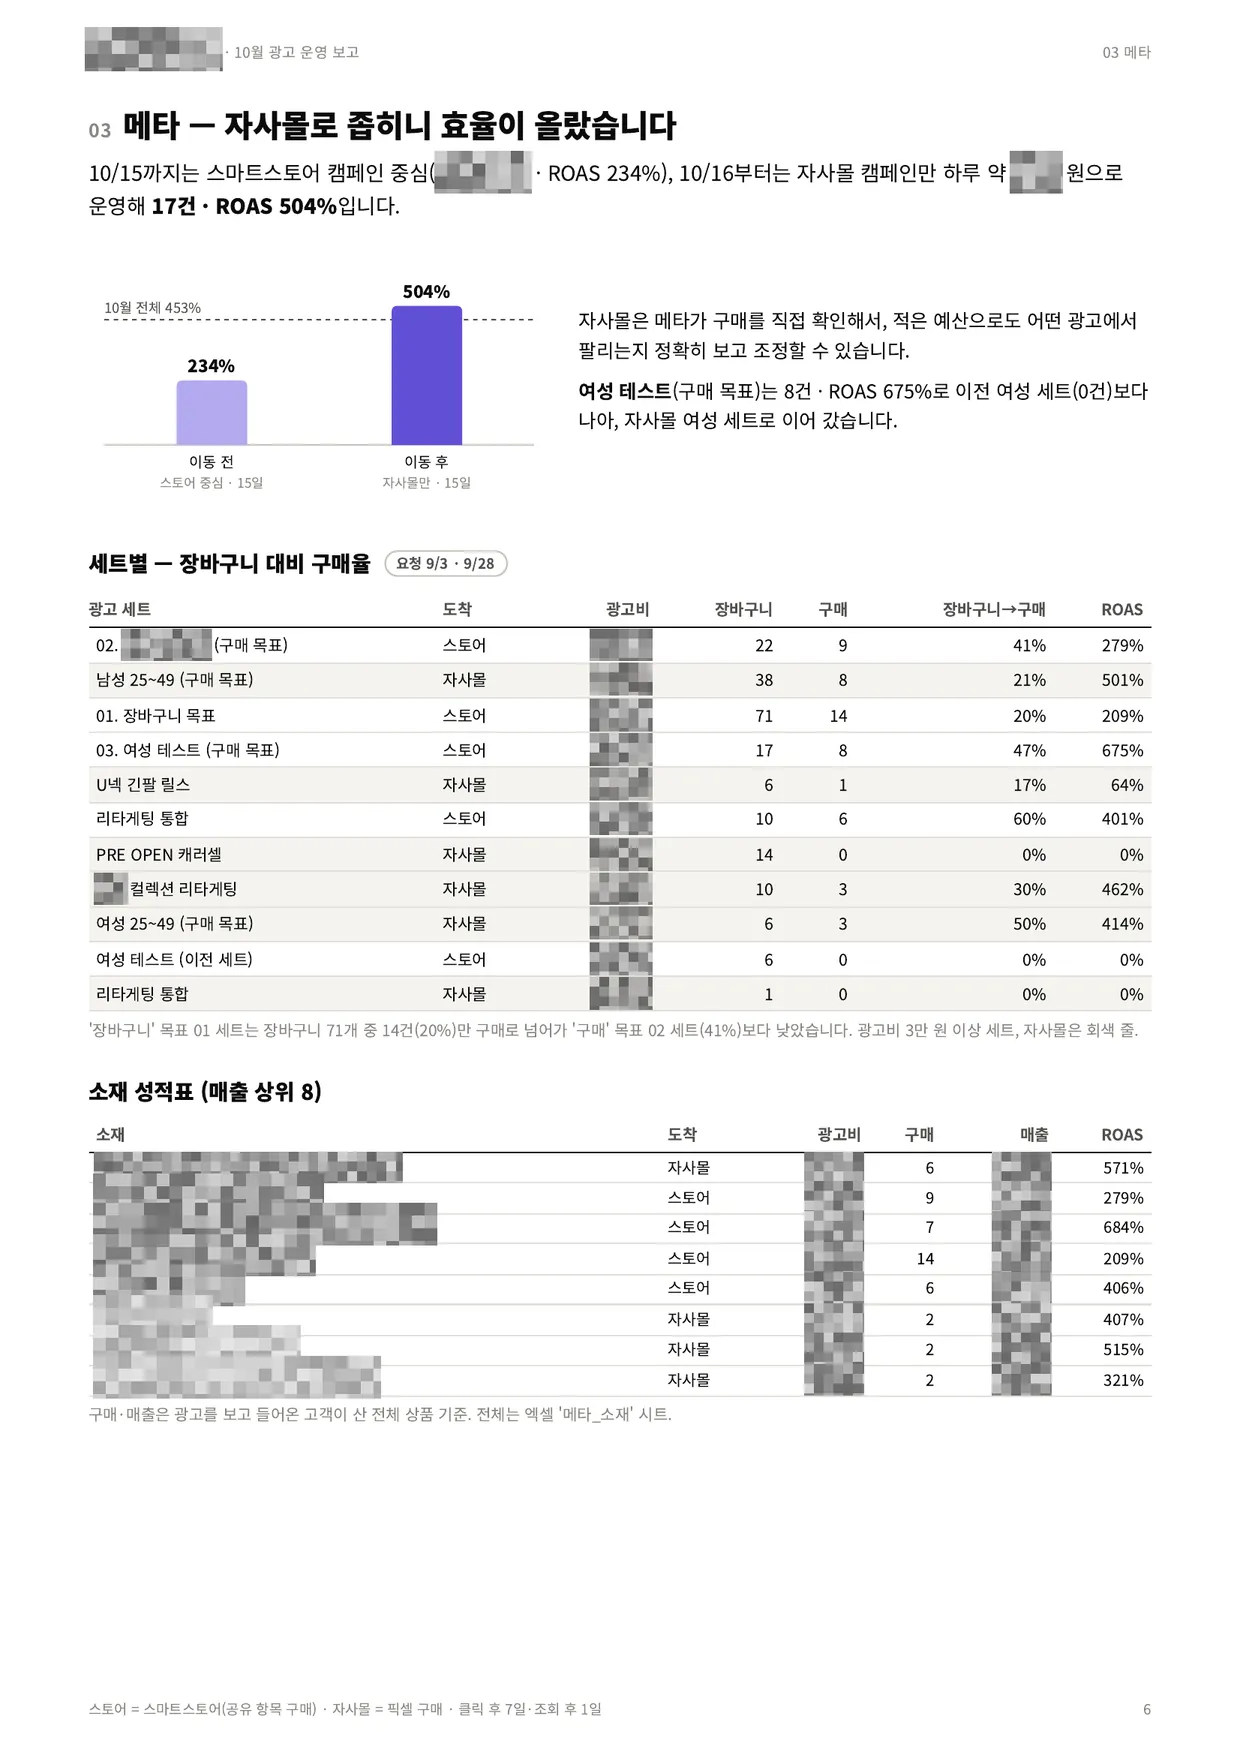 · 10월 광고 운영 보고
03 메타
03 메타 — 자사몰로 좁히니 효율이 올랐습니다
10/15까지는 스마트스토어 캠페인 중심( · ROAS 234%), 10/16부터는 자사몰 캠페인만 하루 약 원으로
운영해 17건 · ROAS 504%입니다.
504%
10월 전체 453%
234%
이동 전
이동 후
스토어 중심 · 15일
자사몰만 · 15일
자사몰은 메타가 구매를 직접 확인해서, 적은 예산으로도 어떤 광고에서
팔리는지 정확히 보고 조정할 수 있습니다.
여성 테스트(구매 목표)는 8건 · ROAS 675%로 이전 여성 세트(0건)보다
나아, 자사몰 여성 세트로 이어 갔습니다.
세트별 — 장바구니 대비 구매율 요청 9/3 · 9/28
광고 세트 도착 광고비 장바구니 구매 장바구니→구매 ROAS
02. (구매 목표) 스토어 22 9 41% 279%
남성 25~49 (구매 목표) 자사몰 38 8 21% 501%
01. 장바구니 목표 스토어 71 14 20% 209%
03. 여성 테스트 (구매 목표) 스토어 17 8 47% 675%
U넥 긴팔 릴스 자사몰 6 1 17% 64%
리타게팅 통합 스토어 10 6 60% 401%
PRE OPEN 캐러셀 자사몰 14 0 0% 0%
컬렉션 리타게팅 자사몰 10 3 30% 462%
여성 25~49 (구매 목표) 자사몰 6 3 50% 414%
여성 테스트 (이전 세트) 스토어 6 0 0% 0%
리타게팅 통합 자사몰 1 0 0% 0%
'장바구니' 목표 01 세트는 장바구니 71개 중 14건(20%)만 구매로 넘어가 '구매' 목표 02 세트(41%)보다 낮았습니다. 광고비 3만 원 이상 세트, 자사몰은 회색 줄.
소재 성적표 (매출 상위 8)
소재 도착 광고비 구매 매출 ROAS
자사몰 6 571%
스토어 9 279%
스토어 7 684%
스토어 14 209%
스토어 6 406%
자사몰 2 407%
자사몰 2 515%
자사몰 2 321%
구매·매출은 광고를 보고 들어온 고객이 산 전체 상품 기준. 전체는 엑셀 '메타_소재' 시트.
스토어 = 스마트스토어(공유 항목 구매) · 자사몰 = 픽셀 구매 · 클릭 후 7일·조회 후 1일
6